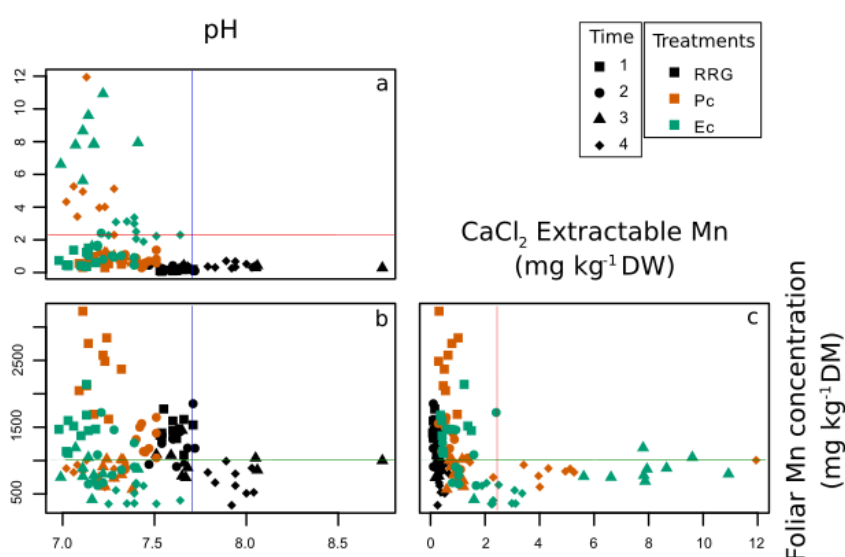 pH
Time
1
2
3
4
Treatments
RRG
Pc
Ec
a
12
10
8
6
4
2
0
CaCl2 Extractable Mn
(mg kg-1 DW)
b
2500
1500
500
7.0 7.5 8.0 8.5
c
0 2 4 6 8 10 12
Foliar Mn concentration
(mg kg-1 DM)